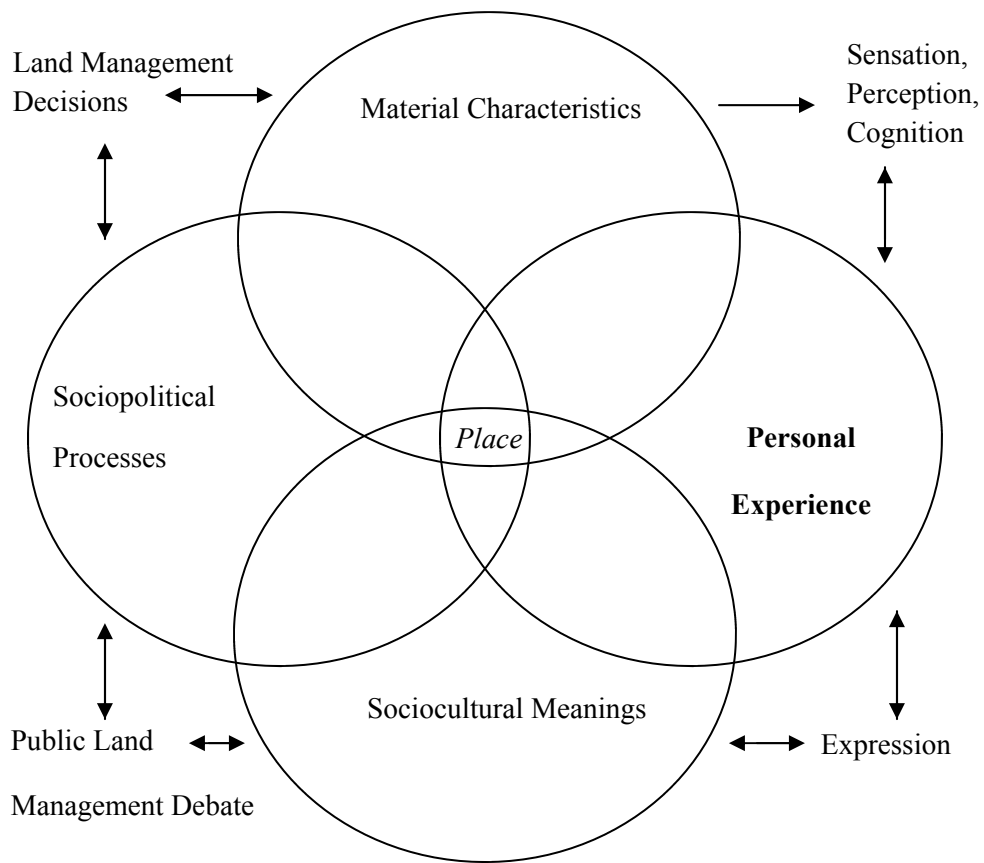 Land Management
Decisions
Material Characteristics
Sensation,
Perception,
Cognition
Sociopolitical
Processes
Place
Personal
Experience
Sociocultural Meanings
Public Land
Management Debate
Expression